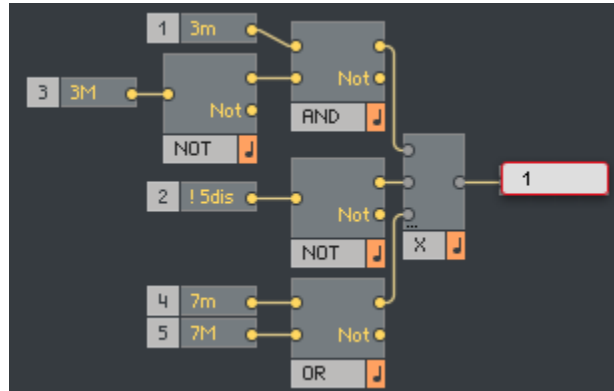 1 3m
3 3M
Not
Not
AND
NOT
1
2 ! 5dis
Not
NOT
X
...
4 7m
5 7M
Not
OR